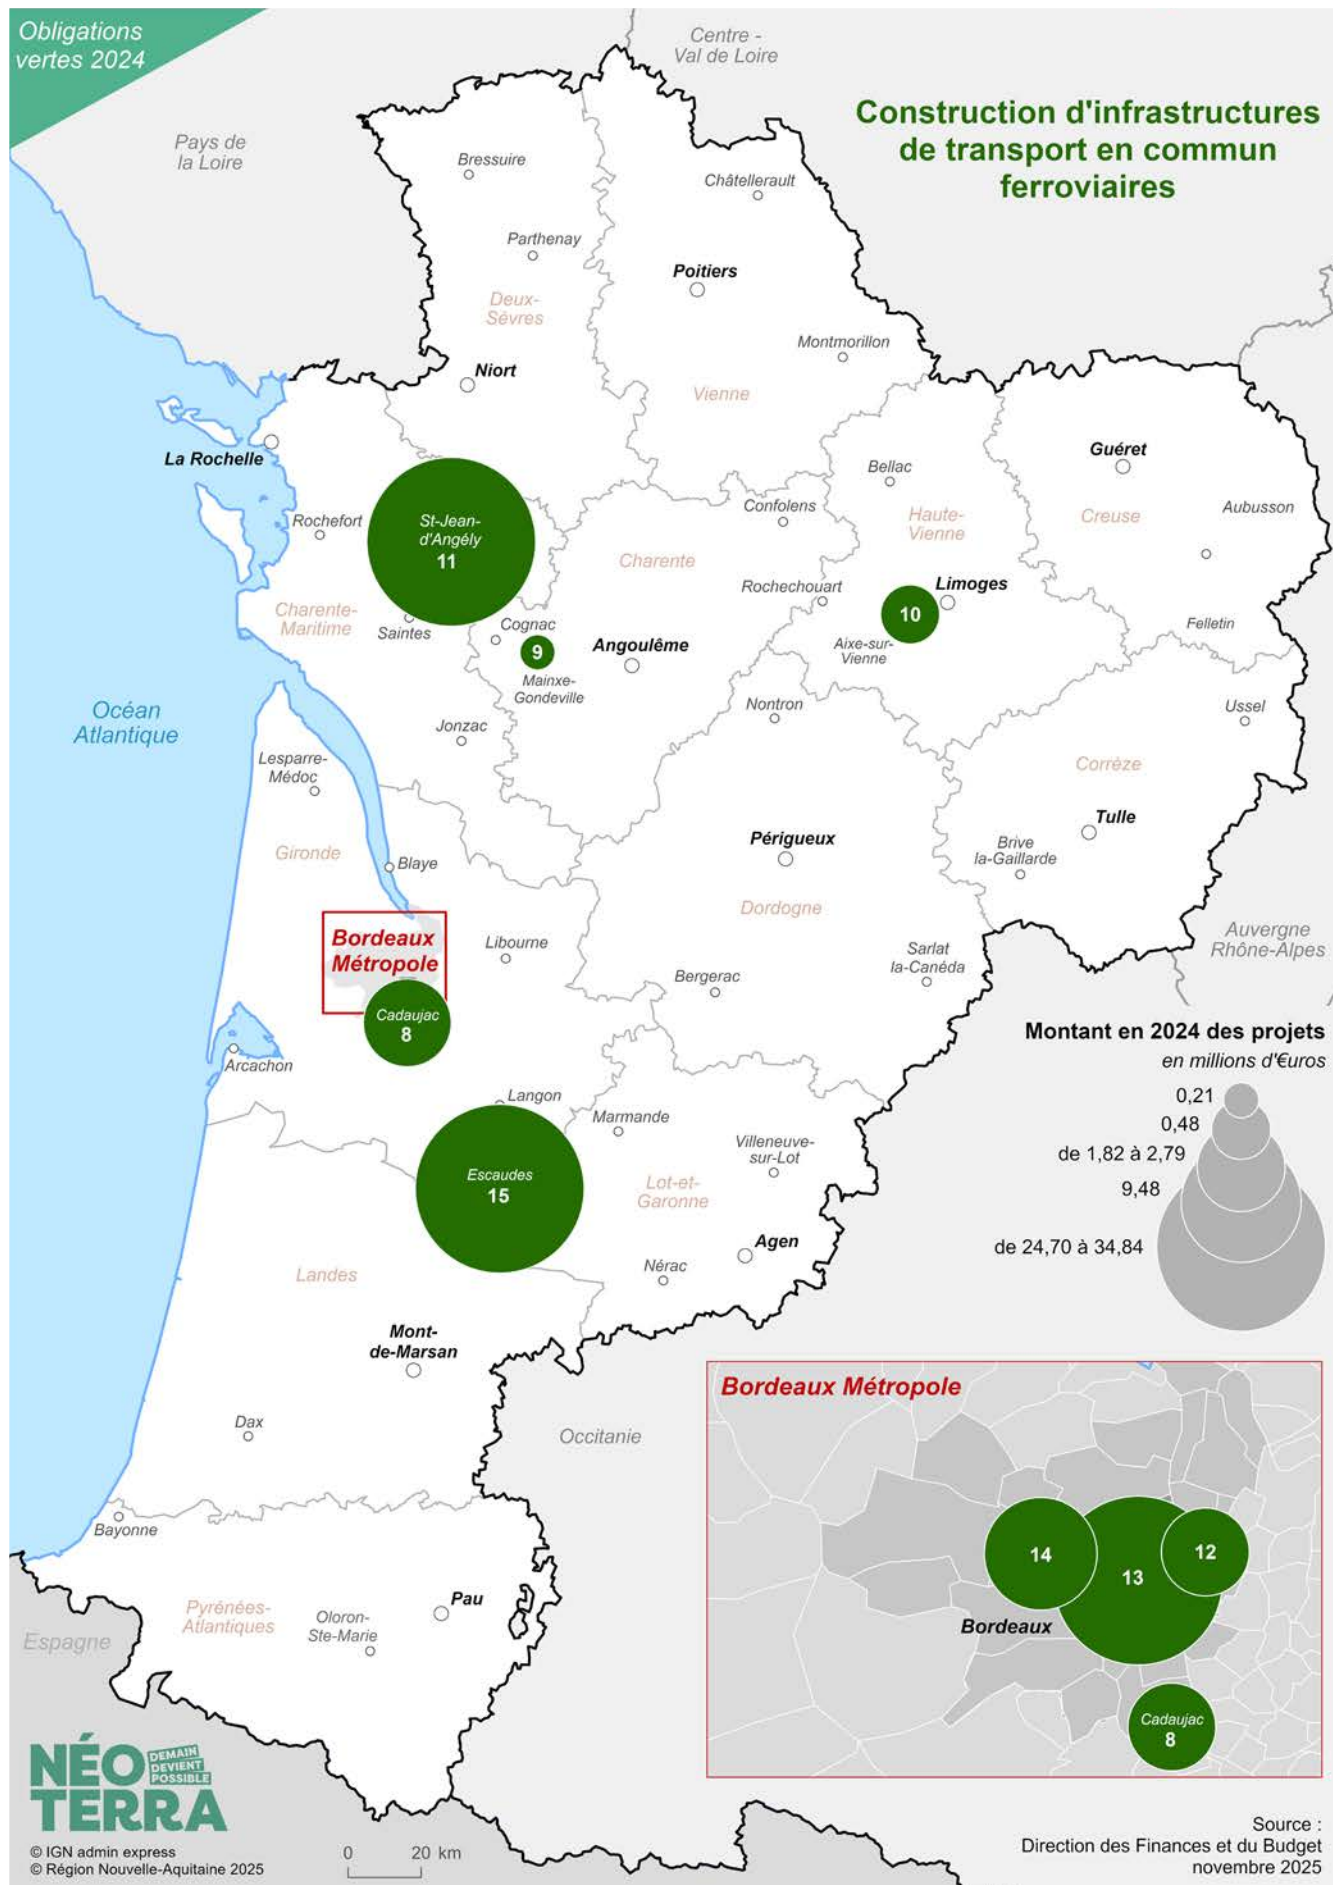 Obligations
vertes 2024
Centre -
Val de Loire
Construction d'infrastructures
de transport en commun
ferroviaires
Pays de
la Loire
Bressuire
Châtellerault
Parthenay
Poitiers
Deux-
Sèvres
Montmorillon
Niort
Vienne
La Rochelle
Guéret
Bellac
Confolens
Aubusson
Rochefort
St-Jean-
d'Angély
11
Haute-
Vienne
Creuse
Charente
Rochechouart
Limoges
10
Charente-
Maritime
Saintes
Cognac
9
Angoulême
Aixe-sur-
Vienne
Felletin
Mainxe-
Gondeville
Nontron
Ussel
Océan
Atlantique
Jonzac
Lesparre-
Médoc
Corrèze
Tulle
Gironde
Blaye
Périgueux
Brive
la-Gaillarde
Dordogne
Bordeaux
Métropole
Libourne
Sarlat
la-Canéda
Auvergne
Rhône-Alpes
Bergerac
Cadaujac
8
Arcachon
Montant en 2024 des projets
en millions d'€uros
0,21
0,48
de 1,82 à 2,79
9,48
de 24,70 à 34,84
Langon
Marmande
Villeneuve-
sur-Lot
Escaudes
15
Lot-et-
Garonne
Agen
Landes
Nérac
Mont-
de-Marsan
Dax
Occitanie
Bordeaux Métropole
14
13
12
Bordeaux
Cadaujac
8
Bayonne
Pau
Pyrénées-
Atlantiques
Oloron-
Ste-Marie
Espagne
NÉO
TERRA
DEMAIN
DEVIENT
POSSIBLE
© IGN admin express
© Région Nouvelle-Aquitaine 2025
0 20 km
Source :
Direction des Finances et du Budget
novembre 2025